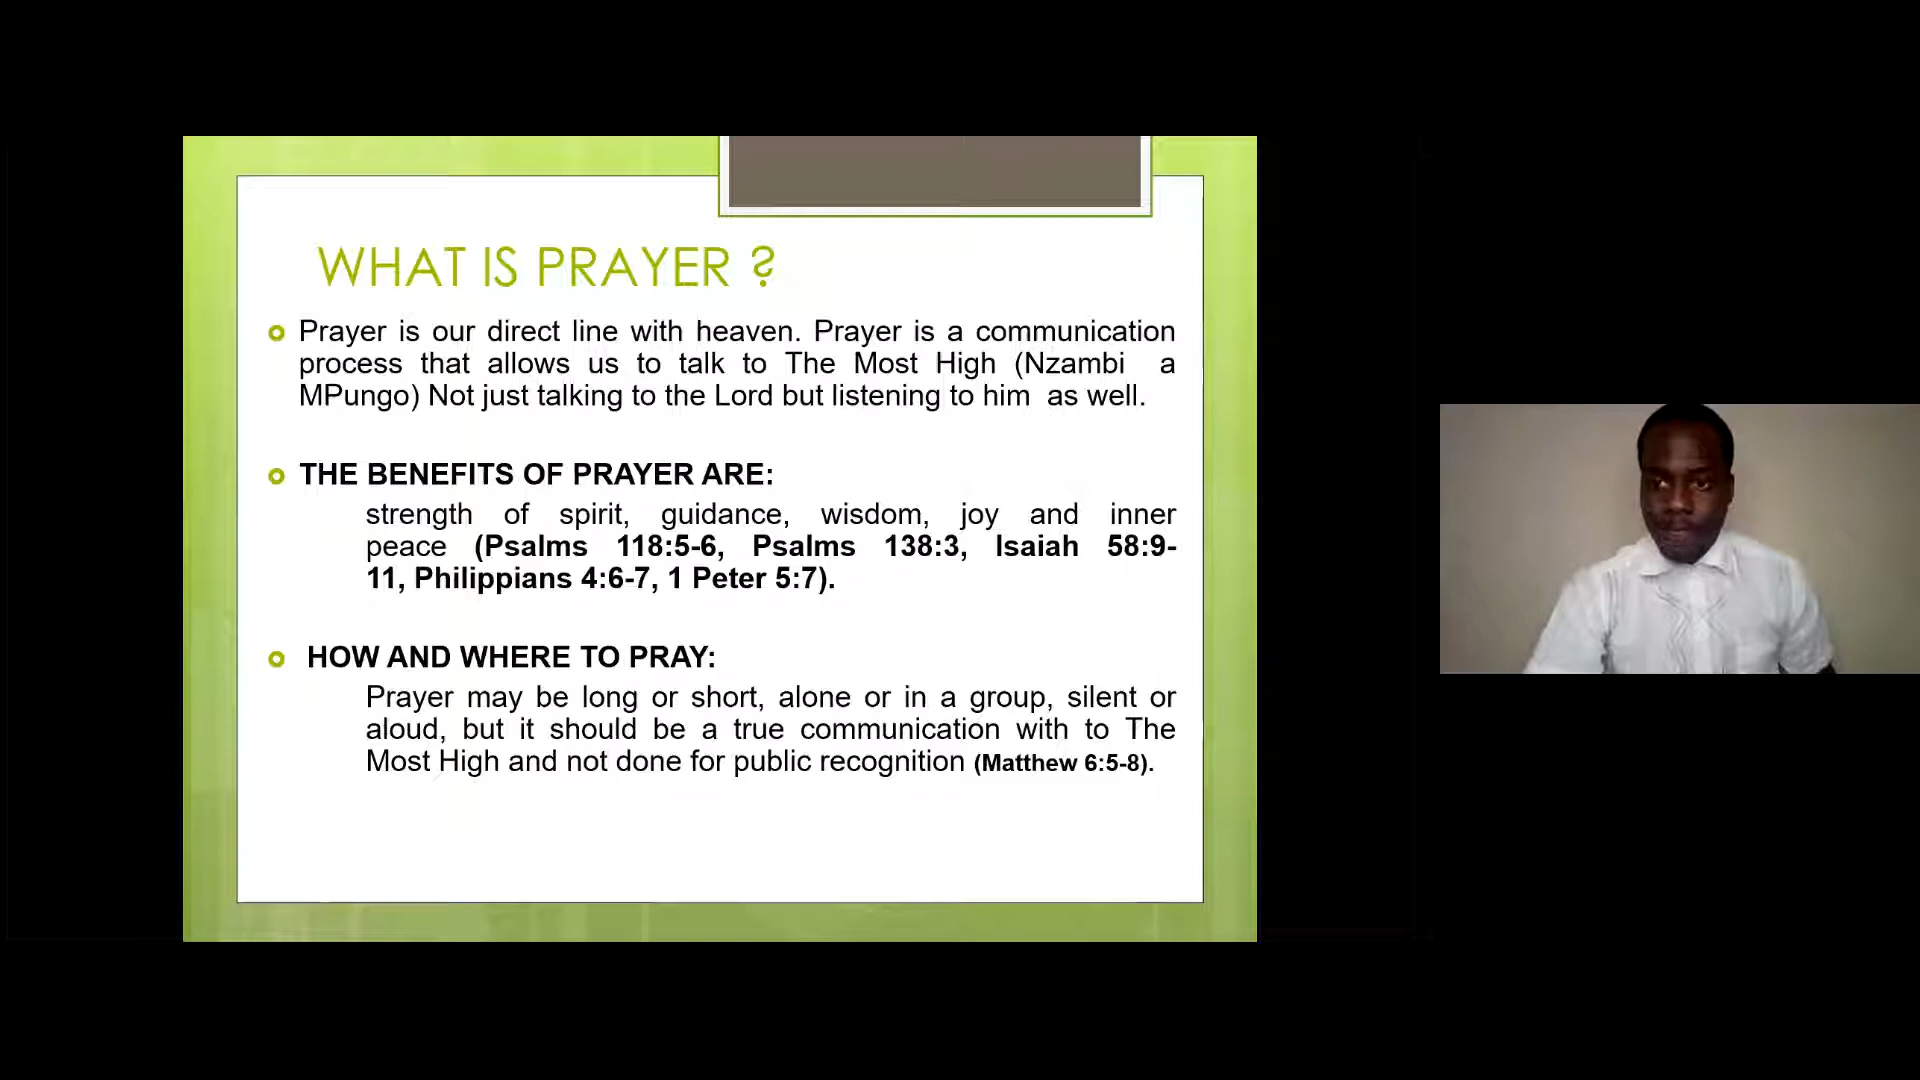 WHAT IS PRAYER ?
Prayer is our direct line with heaven. Prayer is a communication
process that allows us to talk to The Most High (Nzambi a
MPungo) Not just talking to the Lord but listening to him as well.
THE BENEFITS OF PRAYER ARE:
strength of spirit, guidance, wisdom, joy and inner
peace (Psalms 118:5-6, Psalms 138:3, Isaiah 58:9-
11, Philippians 4:6-7, 1 Peter 5:7).
HOW AND WHERE TO PRAY:
Prayer may be long or short, alone or in a group, silent or
aloud, but it should be a true communication with to The
Most High and not done for public recognition (Matthew 6:5-8).